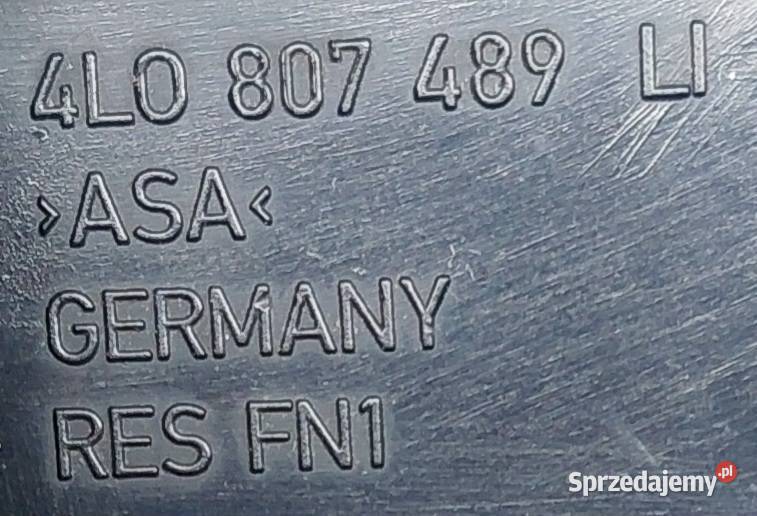 4L0 807 489 LI
>ASA<
GERMANY
RES FN1
Sprzedajemy.pl